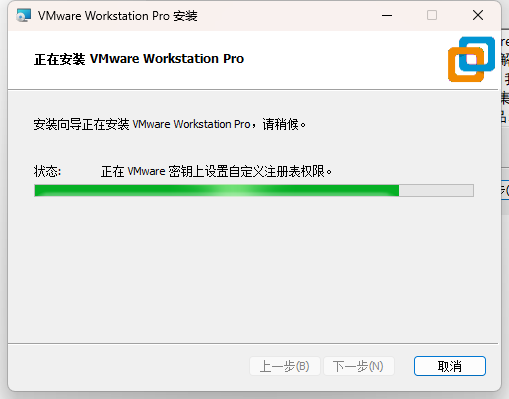 VMware Workstation Pro 安装
正在安装 VMware Workstation Pro
安装向导正在安装 VMware Workstation Pro，请稍候。
状态: 正在 VMware 密钥上设置自定义注册表权限。
上一步(B) 下一步(N) 取消